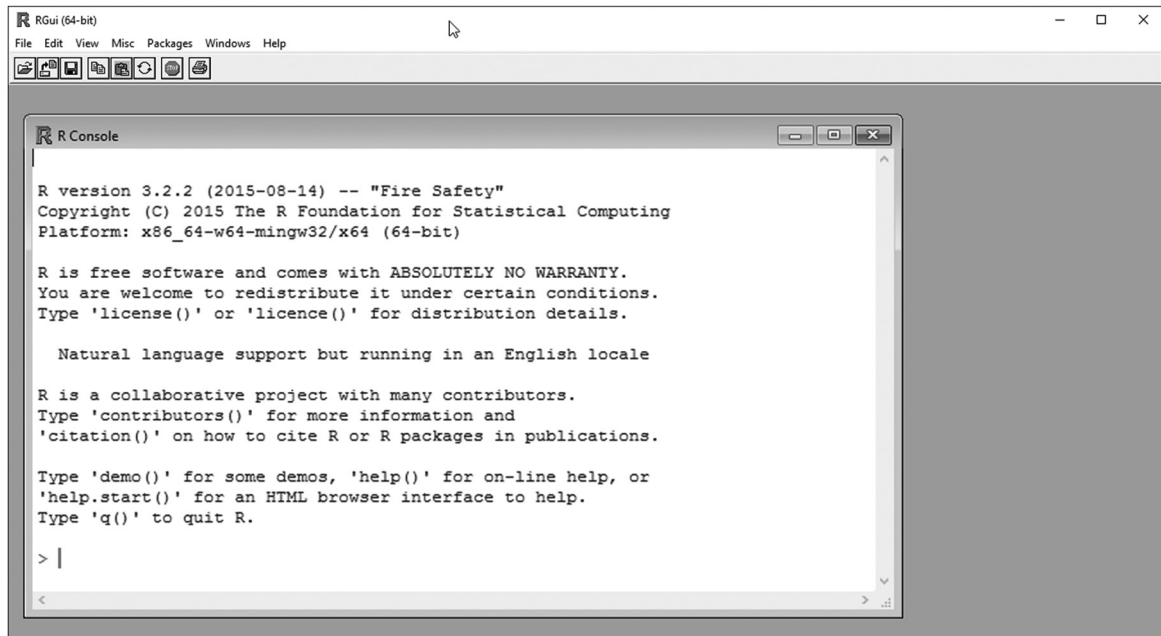 RGui (64-bit)
File Edit View Misc Packages Windows Help
STOP
R Console
R version 3.2.2 (2015-08-14) -- "Fire Safety"
Copyright (C) 2015 The R Foundation for Statistical Computing
Platform: x86_64-w64-mingw32/x64 (64-bit)
R is free software and comes with ABSOLUTELY NO WARRANTY.
You are welcome to redistribute it under certain conditions.
Type 'license()' or 'licence()' for distribution details.
Natural language support but running in an English locale
R is a collaborative project with many contributors.
Type 'contributors()' for more information and
'citation()' on how to cite R or R packages in publications.
Type 'demo()' for some demos, 'help()' for on-line help, or
'help.start()' for an HTML browser interface to help.
Type 'q()' to quit R.
>